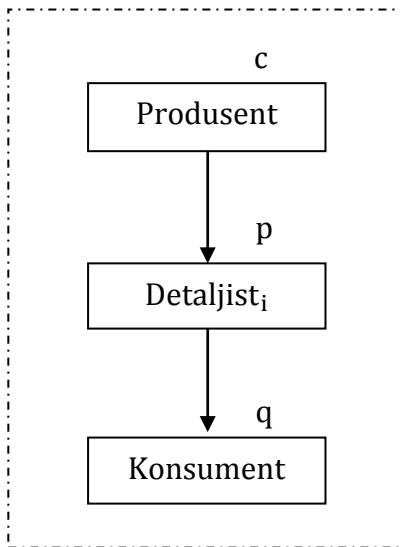 c
Produsent
p
Detaljistᵢ
q
Konsument